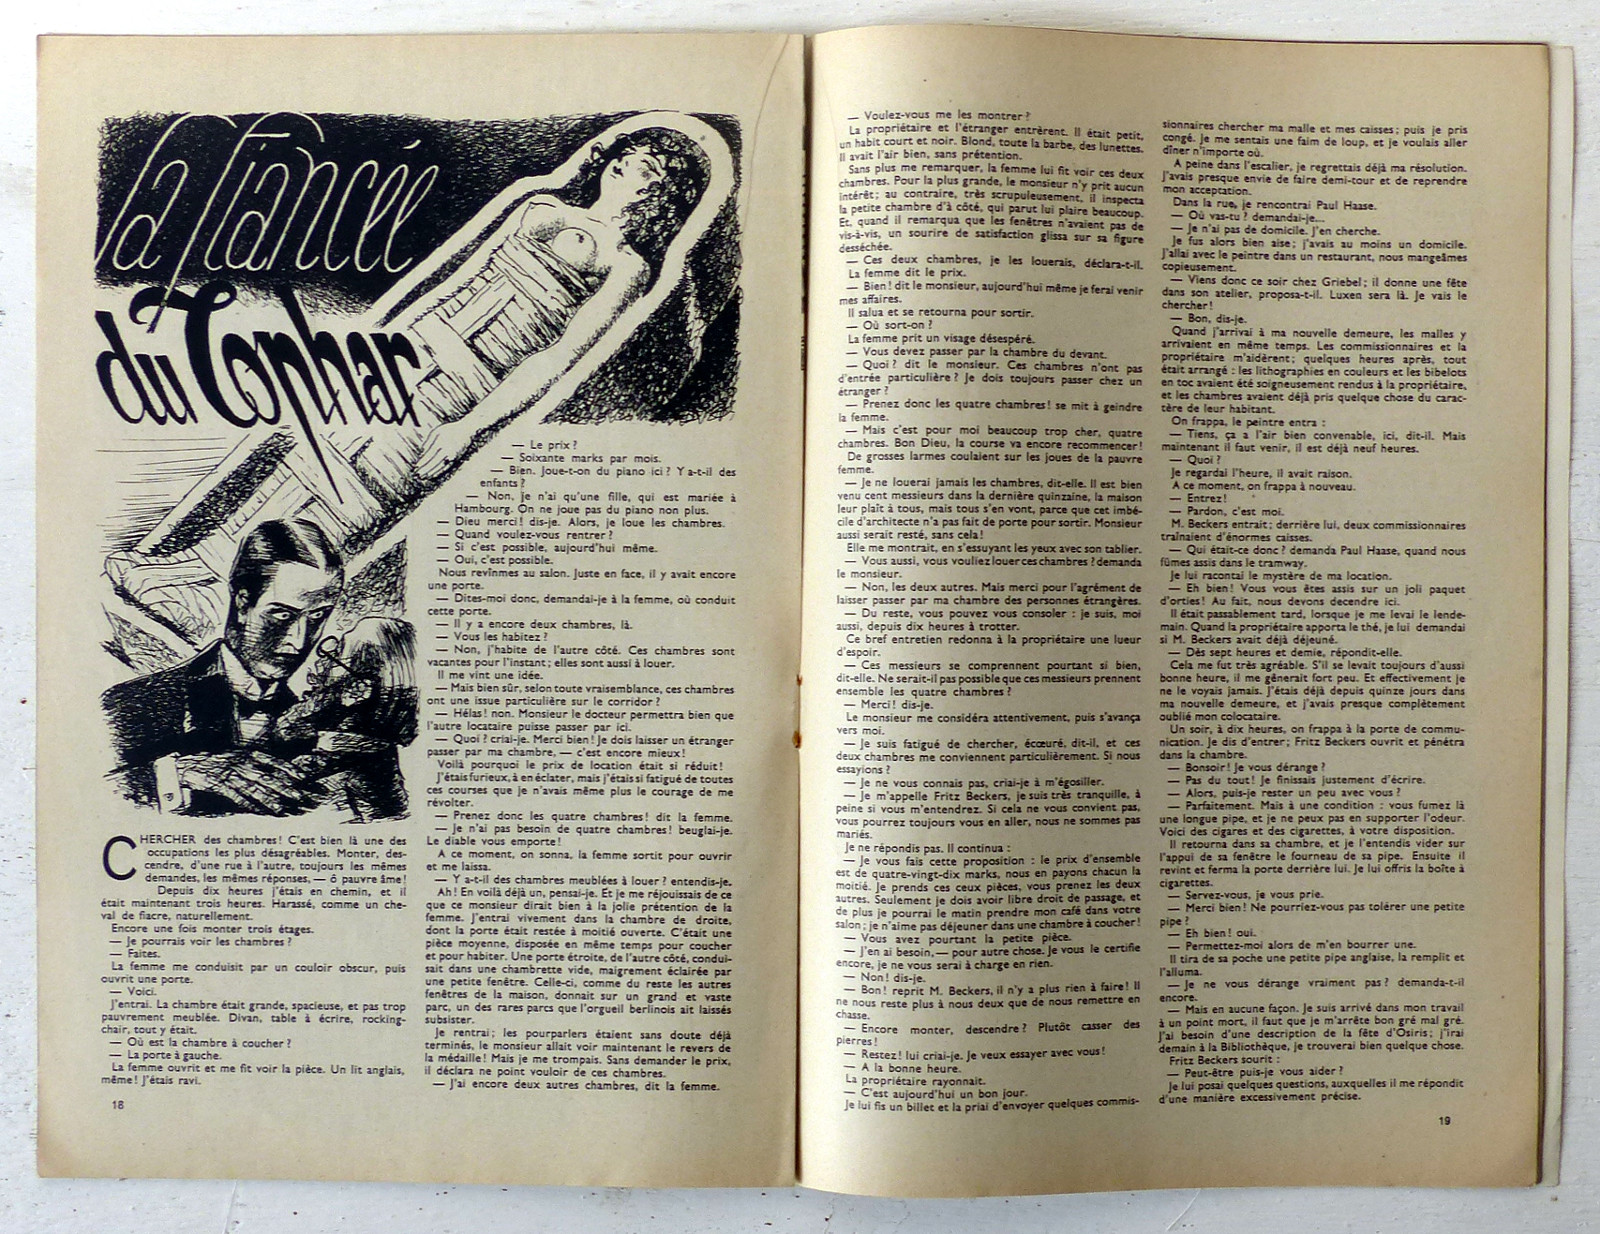 la fiancée
du Tophar
— Le prix ?
— Soixante marks par mois.
— Bien. Joue-t-on du piano ici ? Y a-t-il des
enfants ?
— Non, je n'ai qu'une fille, qui est mariée à
Hambourg. On ne joue pas du piano non plus.
— Dieu merci ! dis-je. Alors, je loue les chambres.
— Quand voulez-vous rentrer ?
— Si c'est possible, aujourd'hui même.
— Oui, c'est possible.
Nous revînmes au salon. Juste en face, il y avait encore
une porte.
— Dites-moi donc, demandai-je à la femme, où conduit
cette porte.
— Il y a encore deux chambres, là.
— Vous les habitez ?
— Non, j'habite de l'autre côté. Ces chambres sont
vacantes pour l'instant ; elles sont aussi à louer.
Il me vint une idée.
— Mais bien sûr, selon toute vraisemblance, ces chambres
ont une issue particulière sur le corridor ?
— Hélas ! non. Monsieur le docteur permettra bien que
l'autre locataire puisse passer par ici.
— Quoi ? criai-je. Merci bien ! Je dois laisser un étranger
passer par ma chambre, — c'est encore mieux !
Voilà pourquoi le prix de location était si réduit !
J'étais furieux, à en éclater, mais j'étais si fatigué de toutes
ces courses que je n'avais même plus le courage de me
révolter.
— Prenez donc les quatre chambres ! dit la femme.
— Je n'ai pas besoin de quatre chambres ! beuglai-je.
Le diable vous emporte !
A ce moment, on sonna, la femme sortit pour ouvrir
et me laissa.
— Y a-t-il des chambres meublées à louer ? entendis-je.
Ah ! En voilà déjà un, pensai-je. Et je me réjouissais de ce
que ce monsieur dirait bien à la jolie prétention de la
femme. J'entrai vivement dans la chambre de droite,
dont la porte était restée à moitié ouverte. C'était une
pièce moyenne, disposée en même temps pour coucher
et pour habiter. Une porte étroite, de l'autre côté, condui-
sait dans une chambrette vide, maigrement éclairée par
une petite fenêtre. Celle-ci, comme du reste les autres
fenêtres de la maison, donnait sur un grand et vaste
parc, un des rares parcs que l'orgueil berlinois ait laissés
subsister.
Je rentrai ; les pourparlers étaient sans doute déjà
terminés, le monsieur allait voir maintenant le revers de
la médaille ! Mais je me trompais. Sans demander le prix,
il déclara ne point vouloir de ces chambres.
— J'ai encore deux autres chambres, dit la femme.
CHERCHER des chambres ! C'est bien là une des
occupations les plus désagréables. Monter, des-
cendre, d'une rue à l'autre, toujours les mêmes
demandes, les mêmes réponses, — ô pauvre âme !
Depuis dix heures j'étais en chemin, et il
était maintenant trois heures. Harassé, comme un che-
val de fiacre, naturellement.
Encore une fois monter trois étages.
— Je pourrais voir les chambres ?
— Faites.
La femme me conduisit par un couloir obscur, puis
ouvrit une porte.
— Voici.
J'entrai. La chambre était grande, spacieuse, et pas trop
pauvrement meublée. Divan, table à écrire, rocking-
chair, tout y était.
— Où est la chambre à coucher ?
— La porte à gauche.
La femme ouvrit et me fit voir la pièce. Un lit anglais,
même ! J'étais ravi.
18
— Voulez-vous me les montrer ?
La propriétaire et l'étranger entrèrent. Il était petit,
un habit court et noir. Blond, toute la barbe, des lunettes.
Il avait l'air bien, sans prétention.
Sans plus me remarquer, la femme lui fit voir ces deux
chambres. Pour la plus grande, le monsieur n'y prit aucun
intérêt ; au contraire, très scrupuleusement, il inspecta
la petite chambre d'à côté, qui parut lui plaire beaucoup.
Et, quand il remarqua que les fenêtres n'avaient pas de
vis-à-vis, un sourire de satisfaction glissa sur sa figure
desséchée.
— Ces deux chambres, je les louerais, déclara-t-il.
La femme dit le prix.
— Bien ! dit le monsieur, aujourd'hui même je ferai venir
mes affaires.
Il salua et se retourna pour sortir.
— Où sort-on ?
La femme prit un visage désespéré.
— Vous devez passer par la chambre du devant.
— Quoi ? dit le monsieur. Ces chambres n'ont pas
d'entrée particulière ? Je dois toujours passer chez un
étranger ?
— Prenez donc les quatre chambres ! se mit à geindre
la femme.
— Mais c'est pour moi beaucoup trop cher, quatre
chambres. Bon Dieu, la course va encore recommencer !
De grosses larmes coulaient sur les joues de la pauvre
femme.
— Je ne louerai jamais les chambres, dit-elle. Il est bien
venu cent messieurs dans la dernière quinzaine, la maison
leur plaît à tous, mais tous s'en vont, parce que cet imbé-
cile d'architecte n'a pas fait de porte pour sortir. Monsieur
aussi serait resté, sans cela !
Elle me montrait, en s'essuyant les yeux avec son tablier.
— Vous aussi, vous vouliez louer ces chambres ? demanda
le monsieur.
— Non, les deux autres. Mais merci pour l'agrément de
laisser passer par ma chambre des personnes étrangères.
— Du reste, vous pouvez vous consoler : je suis, moi
aussi, depuis dix heures à trotter.
Ce bref entretien redonna à la propriétaire une lueur
d'espoir.
— Ces messieurs se comprennent pourtant si bien,
dit-elle. Ne serait-il pas possible que ces messieurs prennent
ensemble les quatre chambres ?
— Merci ! dis-je.
Le monsieur me considéra attentivement, puis s'avança
vers moi.
— Je suis fatigué de chercher, écœuré, dit-il, et ces
deux chambres me conviennent particulièrement. Si nous
essayions ?
— Je ne vous connais pas, criai-je à m'égosiller.
— Je m'appelle Fritz Beckers, je suis très tranquille, à
peine si vous m'entendrez. Si cela ne vous convient pas,
vous pourrez toujours vous en aller, nous ne sommes pas
mariés.
Je ne répondis pas. Il continua :
— Je vous fais cette proposition : le prix d'ensemble
est de quatre-vingt-dix marks, nous en payons chacun la
moitié. Je prends ces ceux pièces, vous prenez les deux
autres. Seulement je dois avoir libre droit de passage, et
de plus je pourrai le matin prendre mon café dans votre
salon ; je n'aime pas déjeuner dans une chambre à coucher !
— Vous avez pourtant la petite pièce.
— J'en ai besoin,— pour autre chose. Je vous le certifie
encore, je ne vous serai à charge en rien.
— Non ! dis-je.
— Bon ! reprit M. Beckers, il n'y a plus rien à faire ! Il
ne nous reste plus à nous deux que de nous remettre en
chasse.
— Encore monter, descendre ? Plutôt casser des
pierres !
— Restez ! lui criai-je. Je veux essayer avec vous !
— A la bonne heure.
La propriétaire rayonnait.
— C'est aujourd'hui un bon jour.
Je lui fis un billet et la priai d'envoyer quelques commis-
sionnaires chercher ma malle et mes caisses ; puis je pris
congé. Je me sentais une faim de loup, et je voulais aller
dîner n'importe où.
A peine dans l'escalier, je regrettais déjà ma résolution.
J'avais presque envie de faire demi-tour et de reprendre
mon acceptation.
Dans la rue, je rencontrai Paul Haase.
— Où vas-tu ? demandai-je...
— Je n'ai pas de domicile. J'en cherche.
Je fus alors bien aise ; j'avais au moins un domicile.
J'allai avec le peintre dans un restaurant, nous mangeâmes
copieusement.
— Viens donc ce soir chez Griebel ; il donne une fête
dans son atelier, proposa-t-il. Luxen sera là. Je vais le
chercher !
— Bon, dis-je.
Quand j'arrivai à ma nouvelle demeure, les malles y
arrivaient en même temps. Les commissionnaires et la
propriétaire m'aidèrent ; quelques heures après, tout
était arrangé : les lithographies en couleurs et les bibelots
en toc avaient été soigneusement rendus à la propriétaire,
et les chambres avaient déjà pris quelque chose du carac-
tère de leur habitant.
On frappa, le peintre entra :
— Tiens, ça a l'air bien convenable, ici, dit-il. Mais
maintenant il faut venir, il est déjà neuf heures.
— Quoi ?
Je regardai l'heure, il avait raison.
A ce moment, on frappa à nouveau.
— Entrez !
— Pardon, c'est moi.
M. Beckers entrait ; derrière lui, deux commissionnaires
traînaient d'énormes caisses.
— Qui était-ce donc ? demanda Paul Haase, quand nous
fûmes assis dans le tramway.
Je lui racontai le mystère de ma location.
— Eh bien ! Vous vous êtes assis sur un joli paquet
d'orties ! Au fait, nous devons decendre ici.
Il était passablement tard, lorsque je me levai le lende-
main. Quand la propriétaire apporta le thé, je lui demandai
si M. Beckers avait déjà déjeuné.
— Dès sept heures et demie, répondit-elle.
Cela me fut très agréable. S'il se levait toujours d'aussi
bonne heure, il me gênerait fort peu. Et effectivement je
ne le voyais jamais. J'étais déjà depuis quinze jours dans
ma nouvelle demeure, et j'avais presque complètement
oublié mon colocataire.
Un soir, à dix heures, on frappa à la porte de commu-
nication. Je dis d'entrer ; Fritz Beckers ouvrit et pénétra
dans la chambre.
— Bonsoir ! Je vous dérange ?
— Pas du tout ! Je finissais justement d'écrire.
— Alors, puis-je rester un peu avec vous ?
— Parfaitement. Mais à une condition : vous fumez là
une longue pipe, et je ne peux pas en supporter l'odeur.
Voici des cigares et des cigarettes, à votre disposition.
Il retourna dans sa chambre, et je l'entendis vider sur
l'appui de sa fenêtre le fourneau de sa pipe. Ensuite il
revint et ferma la porte derrière lui. Je lui offris la boîte à
cigarettes.
— Servez-vous, je vous prie.
— Merci bien ! Ne pourriez-vous pas tolérer une petite
pipe ?
— Eh bien ! oui.
— Permettez-moi alors de m'en bourrer une.
Il tira de sa poche une petite pipe anglaise, la remplit et
l'alluma.
— Je ne vous dérange vraiment pas ? demanda-t-il
encore.
— Mais en aucune façon. Je suis arrivé dans mon travail
à un point mort, il faut que je m'arrête bon gré mal gré.
J'ai besoin d'une description de la fête d'Osiris ; j'irai
demain à la Bibliothèque, je trouverai bien quelque chose.
Fritz Beckers sourit :
— Peut-être puis-je vous aider ?
Je lui posai quelques questions, auxquelles il me répondit
d'une manière excessivement précise.
19